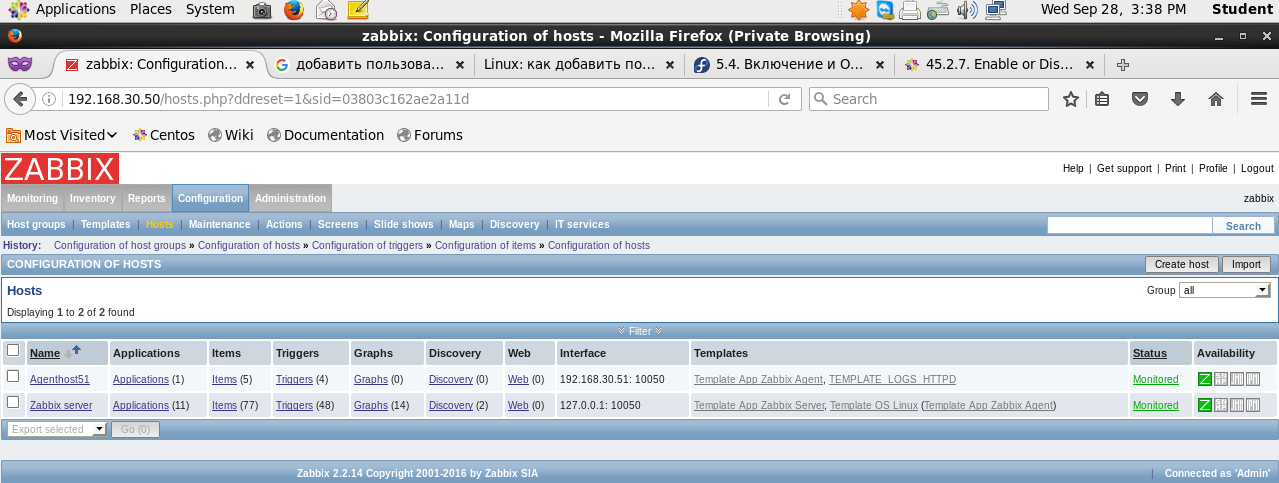 Applications Places System Wed Sep 28, 3:38 PM Student
zabbix: Configuration of hosts - Mozilla Firefox (Private Browsing)
zabbix: Configuration... × добавить пользова... × Linux: как добавить по... × 5.4. Включение и О... × 45.2.7. Enable or Dis... ×
192.168.30.50/hosts.php?ddreset=1&sid=03803c162ae2a11d Search
Most Visited Centos Wiki Documentation Forums
ZABBIX Help | Get support | Print | Profile | Logout
Monitoring Inventory Reports Configuration Administration zabbix
Host groups | Templates | Hosts | Maintenance | Actions | Screens | Slide shows | Maps | Discovery | IT services Search
History: Configuration of host groups » Configuration of hosts » Configuration of triggers » Configuration of items » Configuration of hosts
CONFIGURATION OF HOSTS Create host Import
Hosts Group all
Displaying 1 to 2 of 2 found
Filter
Name Applications Items Triggers Graphs Discovery Web Interface Templates Status Availability
Agenthost51 Applications (1) Items (5) Triggers (4) Graphs (0) Discovery (0) Web (0) 192.168.30.51: 10050 Template App Zabbix Agent, TEMPLATE_LOGS_HTTPD Monitored Z
Zabbix server Applications (11) Items (77) Triggers (48) Graphs (14) Discovery (2) Web (0) 127.0.0.1: 10050 Template App Zabbix Server, Template OS Linux (Template App Zabbix Agent) Monitored Z
Export selected Go (0)
Zabbix 2.2.14 Copyright 2001-2016 by Zabbix SIA | Connected as 'Admin'